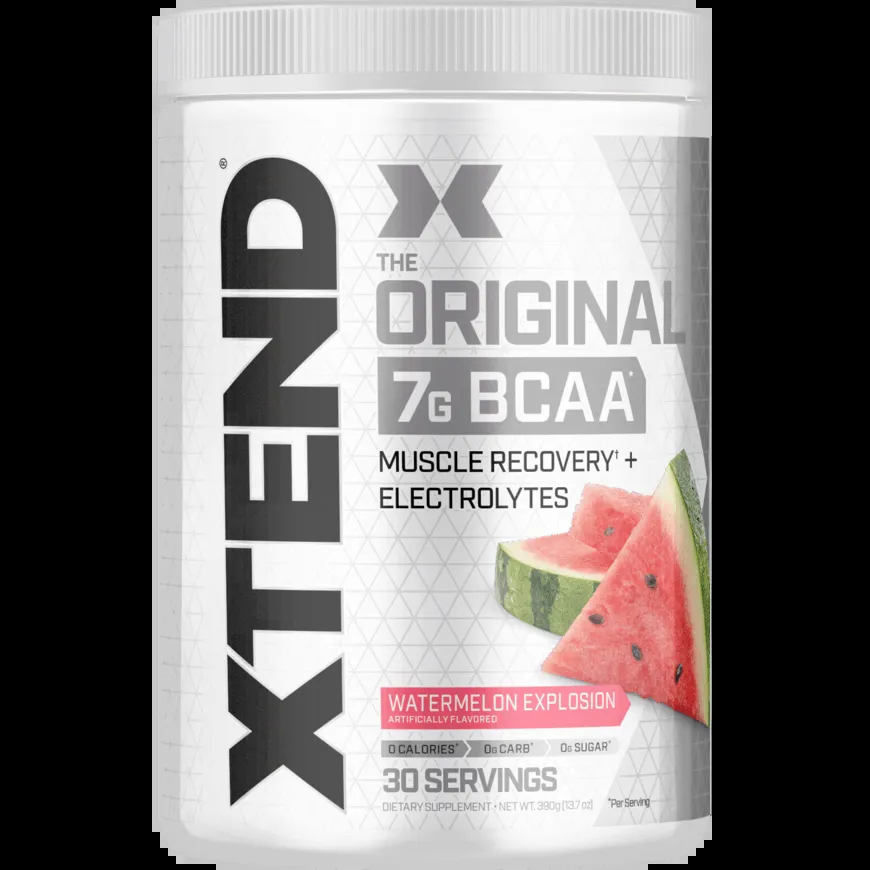 XTEND®
THE
ORIGINAL
7G BCAA*
MUSCLE RECOVERY† +
ELECTROLYTES
WATERMELON EXPLOSION
ARTIFICIALLY FLAVORED
0 CALORIES* 0G CARB* 0G SUGAR*
30 SERVINGS
DIETARY SUPPLEMENT • NET WT. 390g (13.7 oz)
*Per Serving